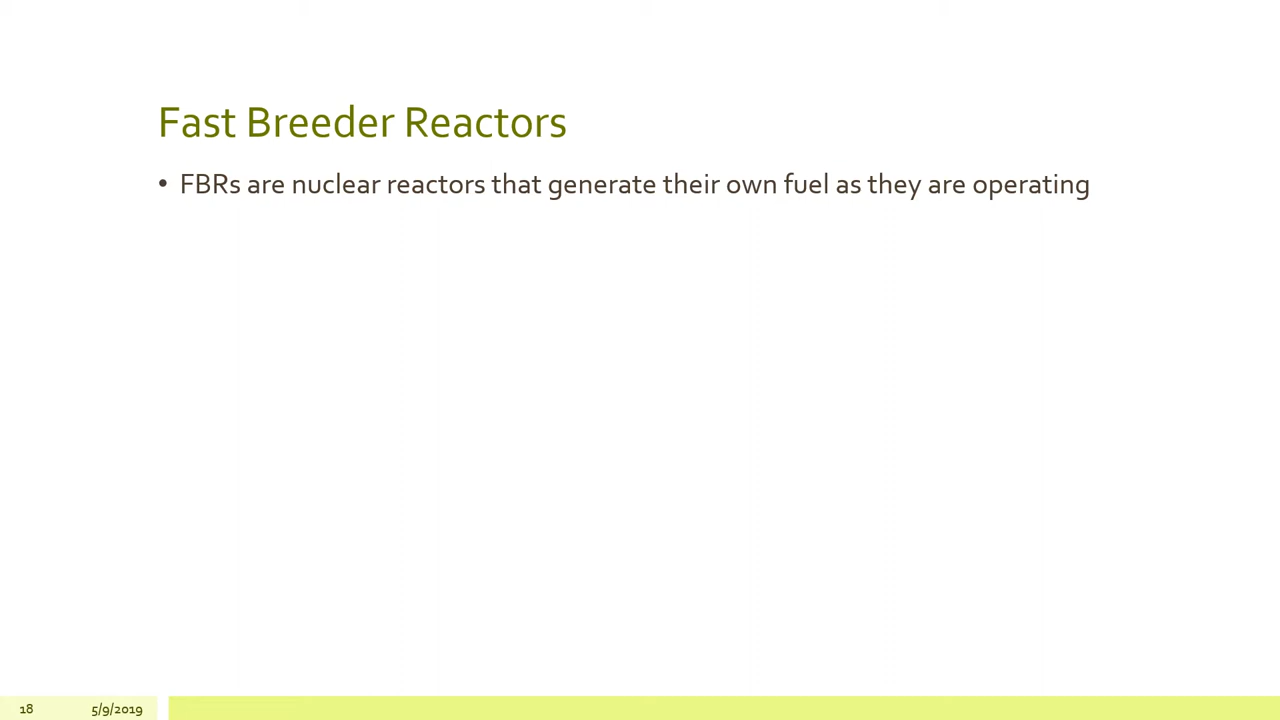 Fast Breeder Reactors
• FBRs are nuclear reactors that generate their own fuel as they are operating
18 5/9/2019